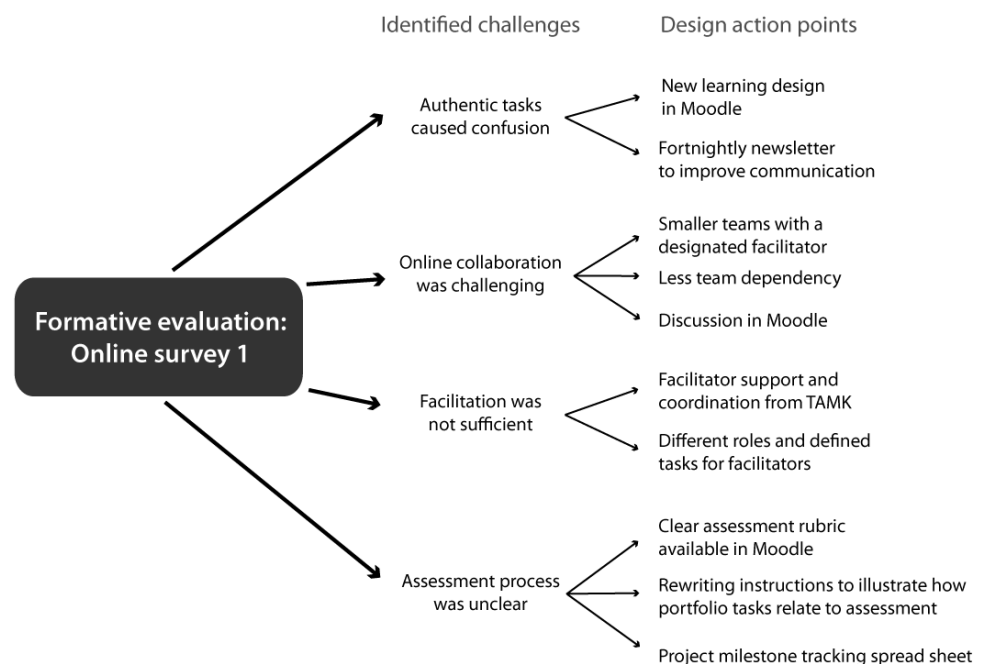 Identified challenges
Design action points
Formative evaluation:
Online survey 1
Authentic tasks
caused confusion
New learning design
in Moodle
Fortnightly newsletter
to improve communication
Online collaboration
was challenging
Smaller teams with a
designated facilitator
Less team dependency
Discussion in Moodle
Facilitation was
not sufficient
Facilitator support and
coordination from TAMK
Different roles and defined
tasks for facilitators
Assessment process
was unclear
Clear assessment rubric
available in Moodle
Rewriting instructions to illustrate how
portfolio tasks relate to assessment
Project milestone tracking spread sheet